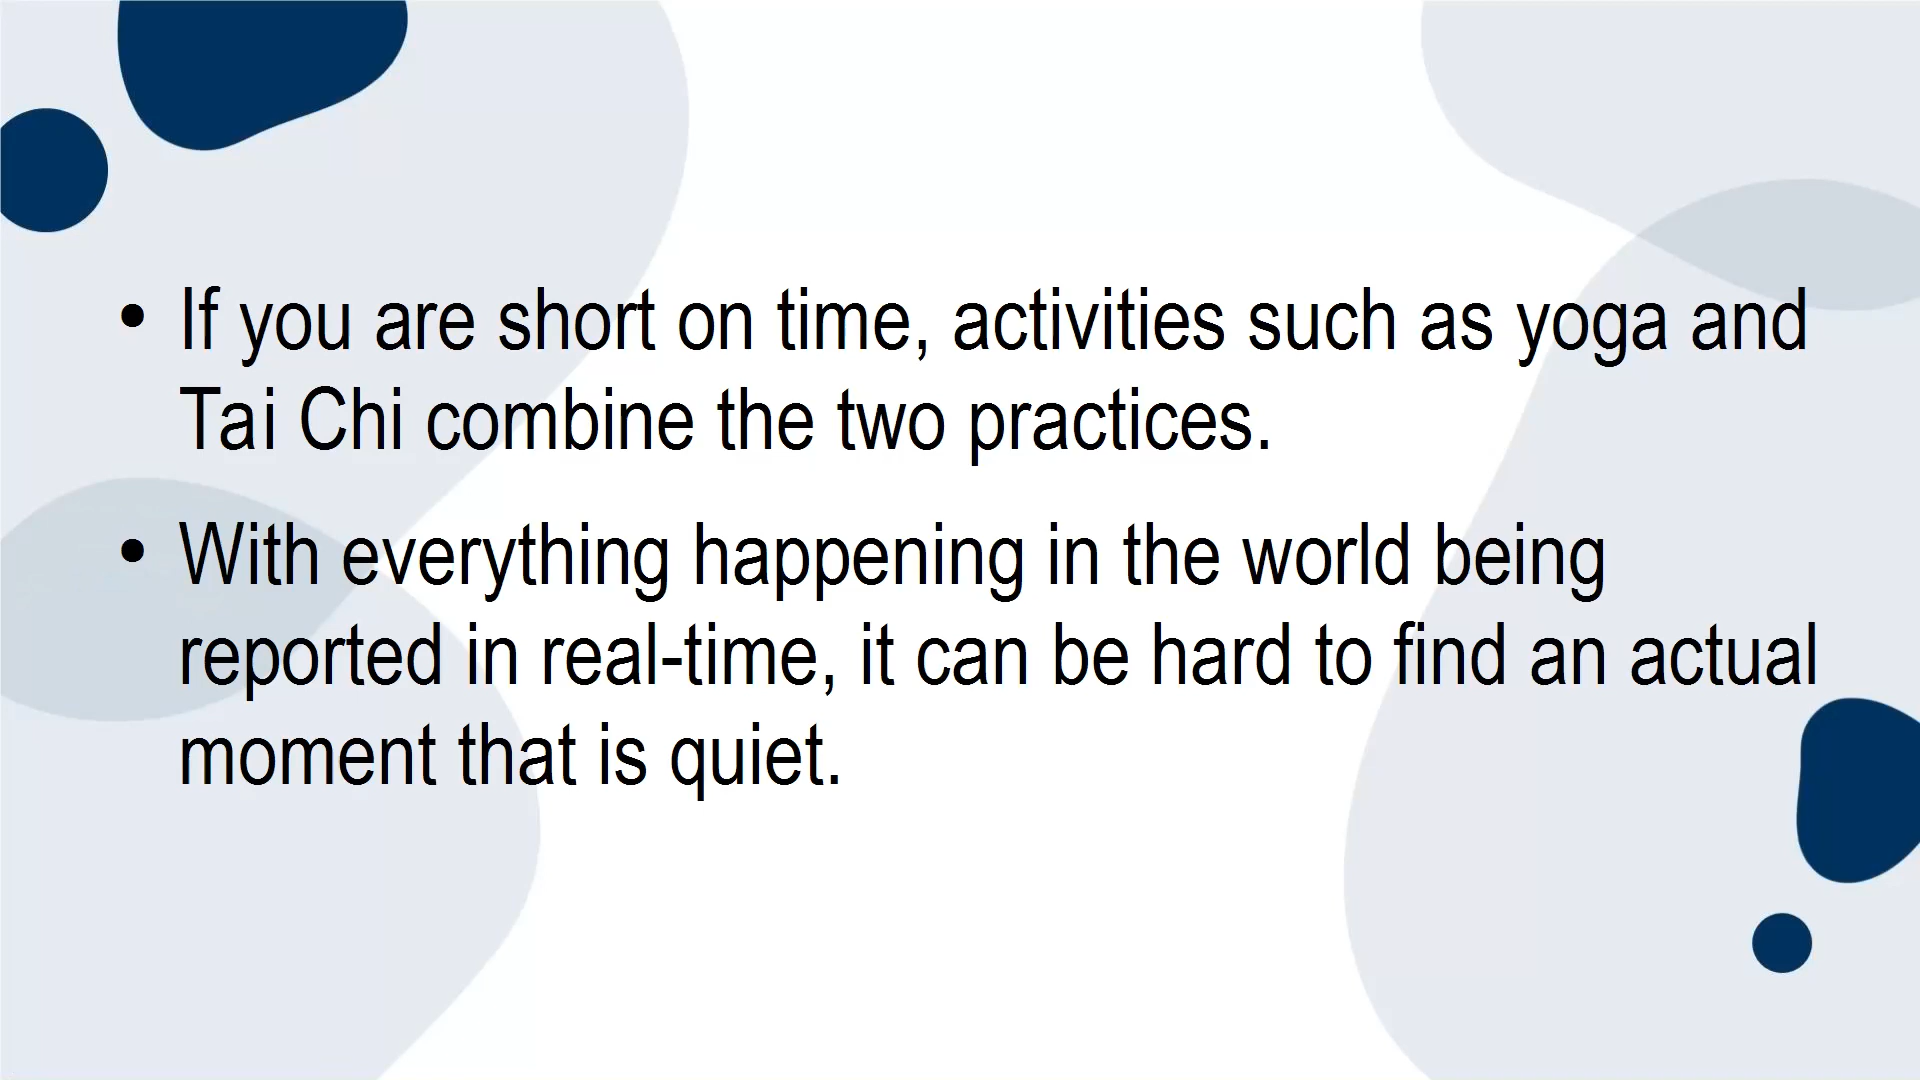 • If you are short on time, activities such as yoga and
Tai Chi combine the two practices.
• With everything happening in the world being
reported in real-time, it can be hard to find an actual
moment that is quiet.